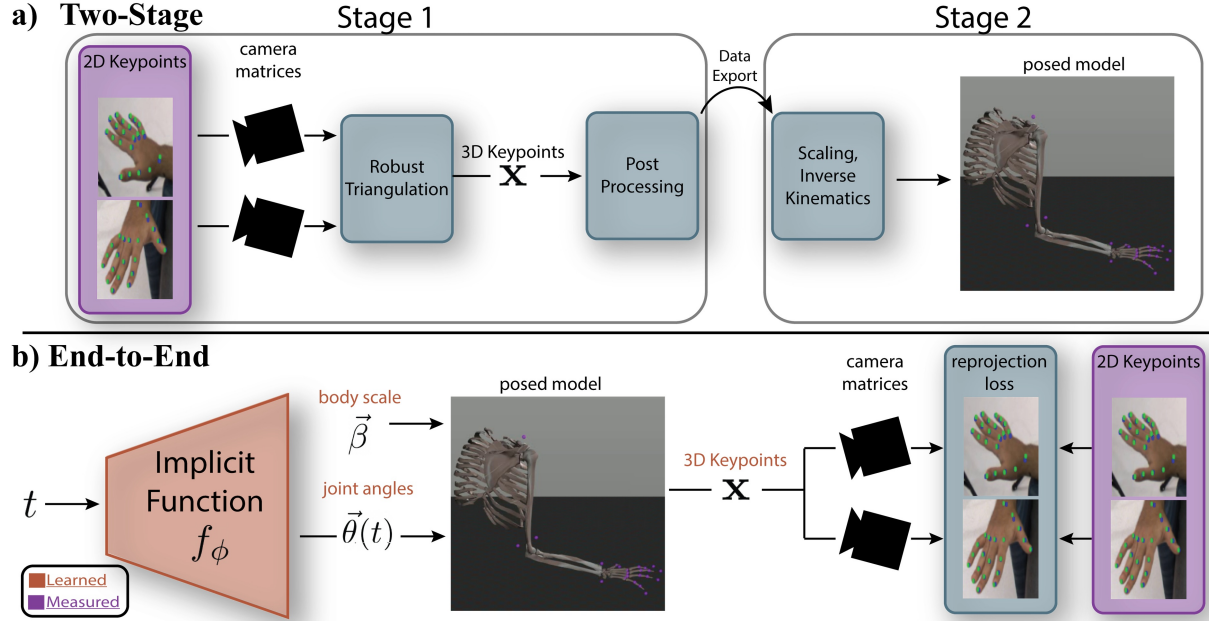 a) Two-Stage
Stage 1
Stage 2
2D Keypoints
camera
matrices
Robust
Triangulation
3D Keypoints
x
Post
Processing
Data
Export
Scaling,
Inverse
Kinematics
posed model
b) End-to-End
t
Implicit
Function
f_ϕ
body scale
β⃗
joint angles
θ⃗(t)
posed model
3D Keypoints
x
camera
matrices
reprojection
loss
2D Keypoints
Learned
Measured